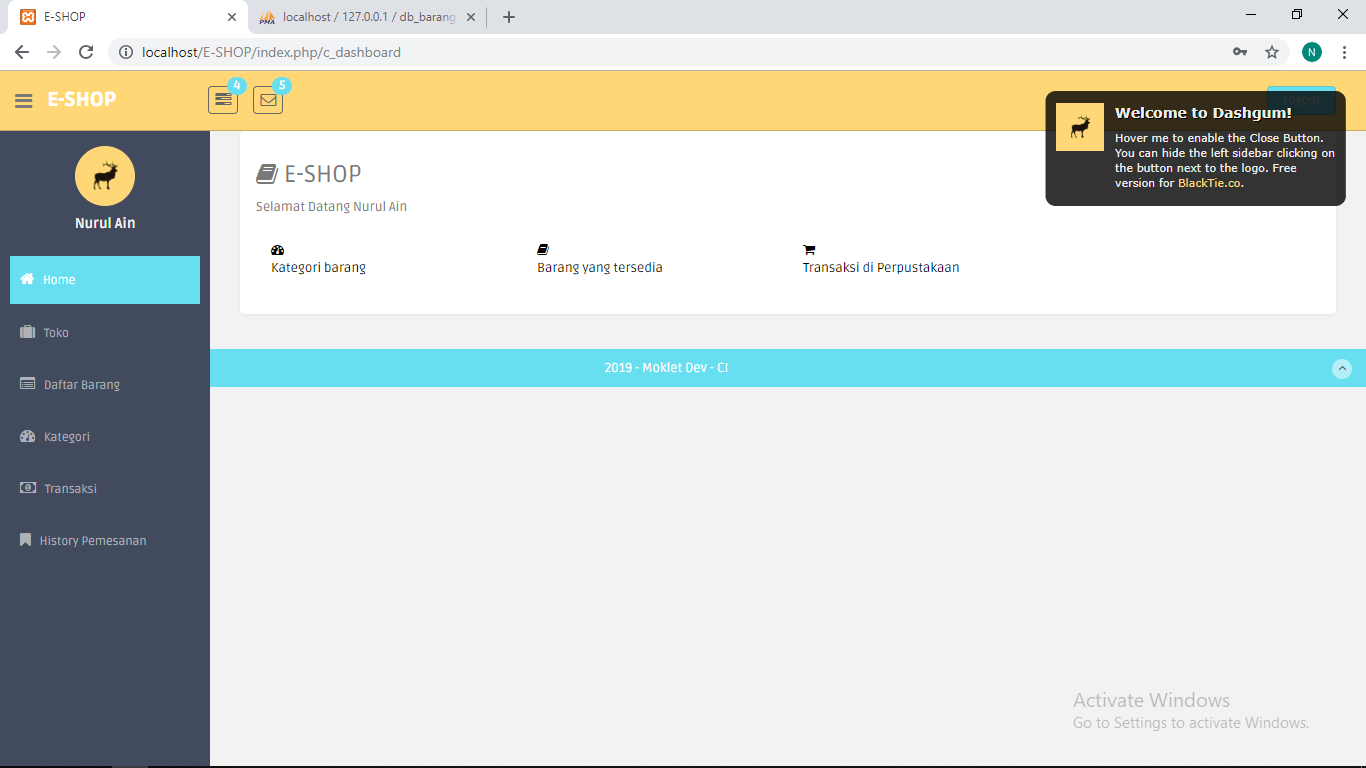 E-SHOP
localhost / 127.0.0.1 / db_barang
localhost/E-SHOP/index.php/c_dashboard
N
E-SHOP
4
5
Logout
Welcome to Dashgum!
Hover me to enable the Close Button.
You can hide the left sidebar clicking on
the button next to the logo. Free
version for BlackTie.co.
Nurul Ain
Home
Toko
Daftar Barang
Kategori
Transaksi
History Pemesanan
E-SHOP
Selamat Datang Nurul Ain
Kategori barang
Barang yang tersedia
Transaksi di Perpustakaan
2019 - Moklet Dev - CI
Activate Windows
Go to Settings to activate Windows.